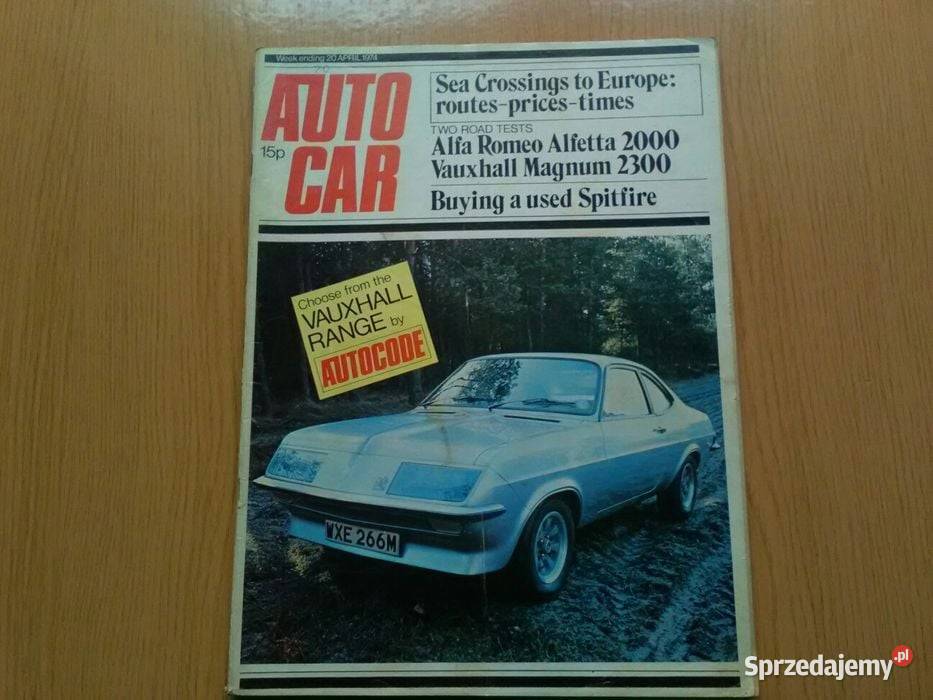 Week ending 20 APRIL 1974
AUTO
CAR
15p
Sea Crossings to Europe:
routes-prices-times
TWO ROAD TESTS
Alfa Romeo Alfetta 2000
Vauxhall Magnum 2300
Buying a used Spitfire
Choose from the
VAUXHALL
RANGE by
AUTOCODE
WXE 266M
Sprzedajemy.pl